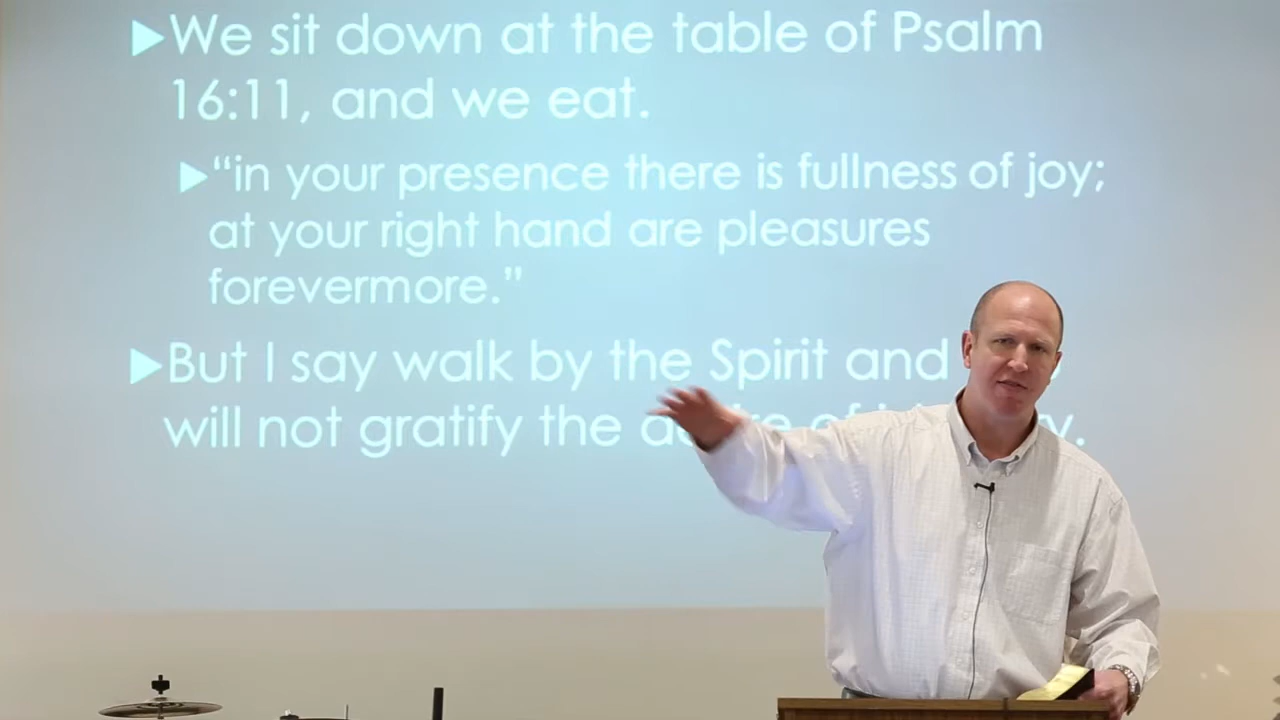 We sit down at the table of Psalm
16:11, and we eat.
"in your presence there is fullness of joy;
at your right hand are pleasures
forevermore."
But I say walk by the Spirit and
will not gratify the